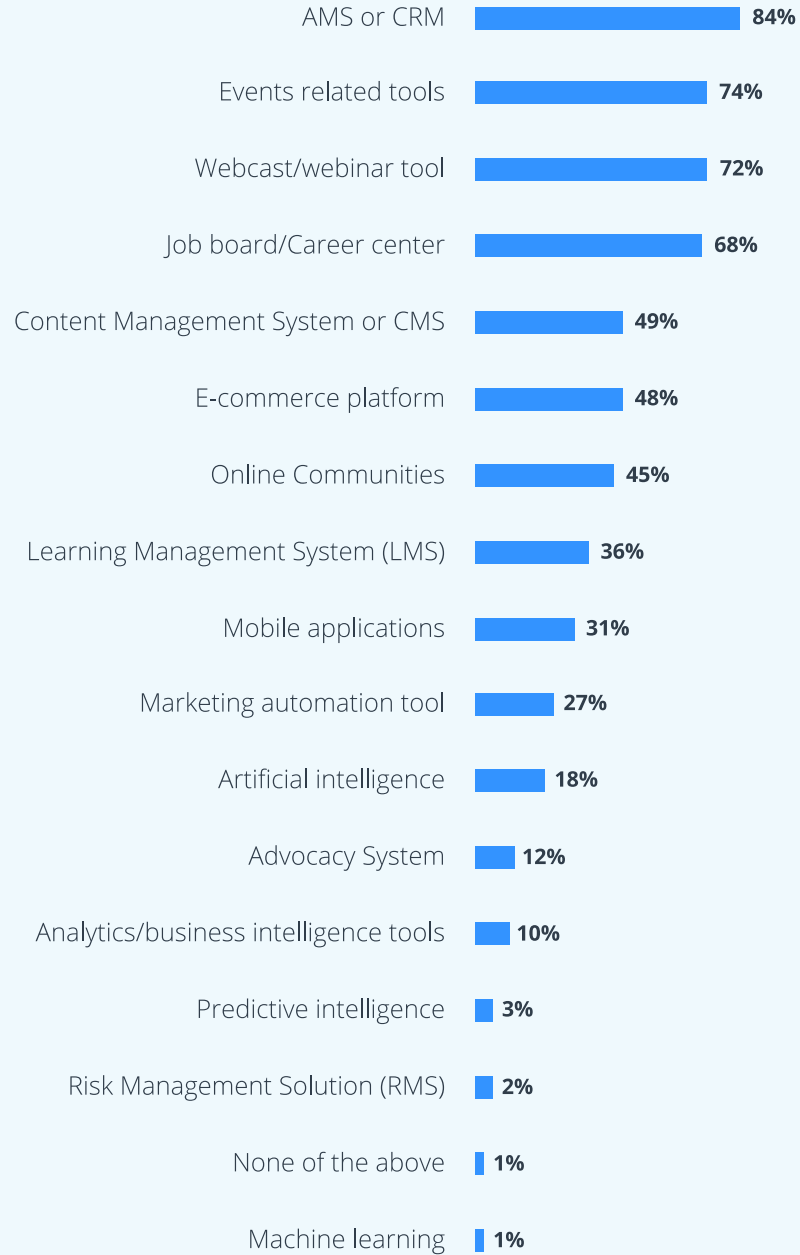 AMS or CRM 84%
Events related tools 74%
Webcast/webinar tool 72%
Job board/Career center 68%
Content Management System or CMS 49%
E-commerce platform 48%
Online Communities 45%
Learning Management System (LMS) 36%
Mobile applications 31%
Marketing automation tool 27%
Artificial intelligence 18%
Advocacy System 12%
Analytics/business intelligence tools 10%
Predictive intelligence 3%
Risk Management Solution (RMS) 2%
None of the above 1%
Machine learning 1%